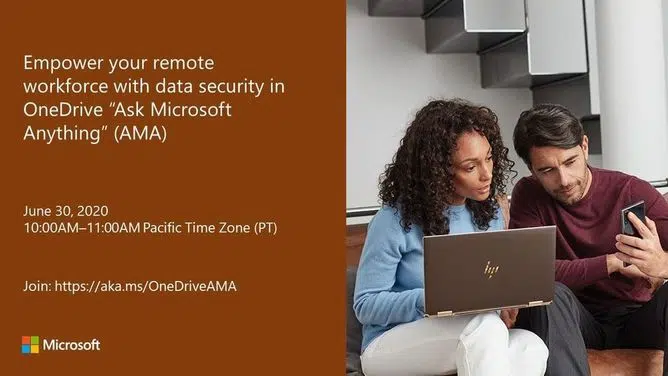 Empower your remote
workforce with data security in
OneDrive “Ask Microsoft
Anything” (AMA)
June 30, 2020
10:00AM–11:00AM Pacific Time Zone (PT)
Join: https://aka.ms/OneDriveAMA
Microsoft
hp